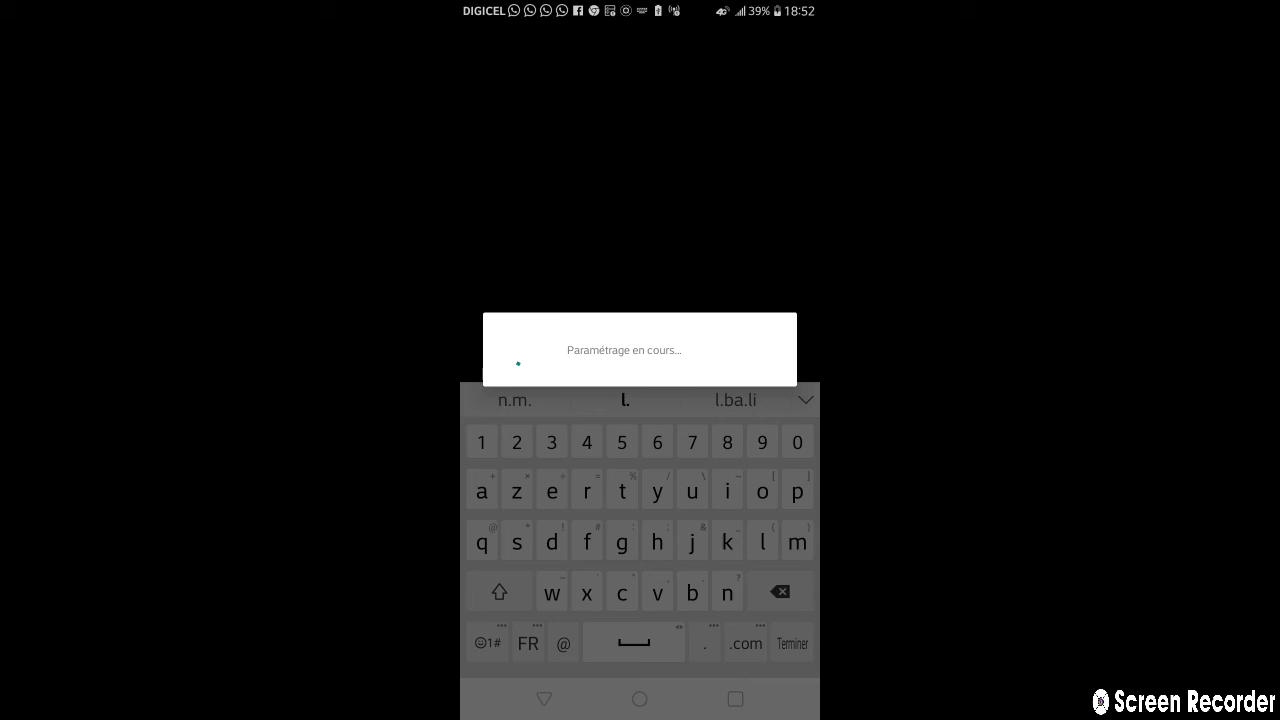 DIGICEL 39% 18:52
Paramétrage en cours...
n.m. l. l.ba.li
1 2 3 4 5 6 7 8 9 0
a z e r t y u i o p
q s d f g h j k l m
w x c v b n
1# FR @ . .com Terminer
Screen Recorder